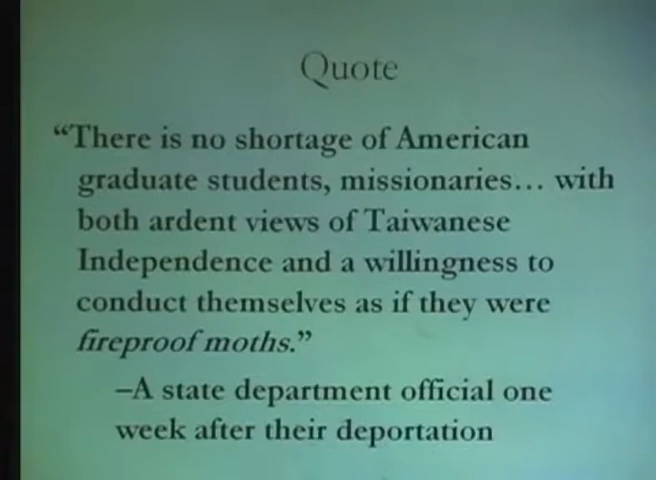 Quote
“There is no shortage of American
graduate students, missionaries… with
both ardent views of Taiwanese
Independence and a willingness to
conduct themselves as if they were
fireproof moths.”
–A state department official one
week after their deportation